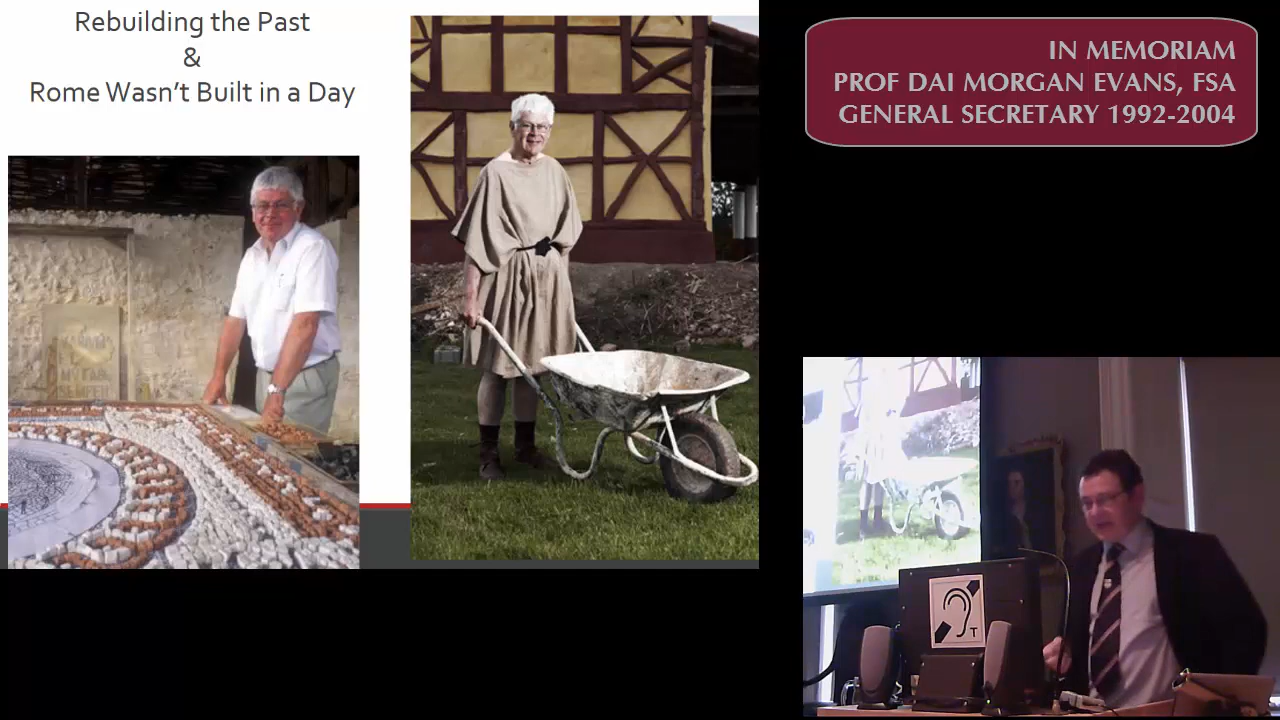 Rebuilding the Past
&
Rome Wasn't Built in a Day
IN MEMORIAM
PROF DAI MORGAN EVANS, FSA
GENERAL SECRETARY 1992-2004
T